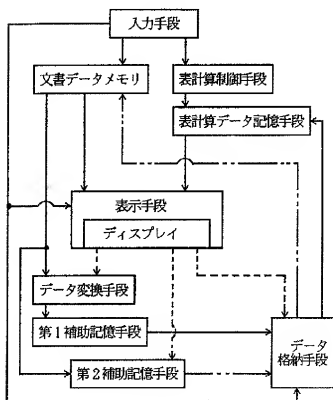 入力手段
文書データメモリ
表計算制御手段
表計算データ記憶手段
表示手段
ディスプレイ
データ変換手段
第1補助記憶手段
第2補助記憶手段
データ
格納手段